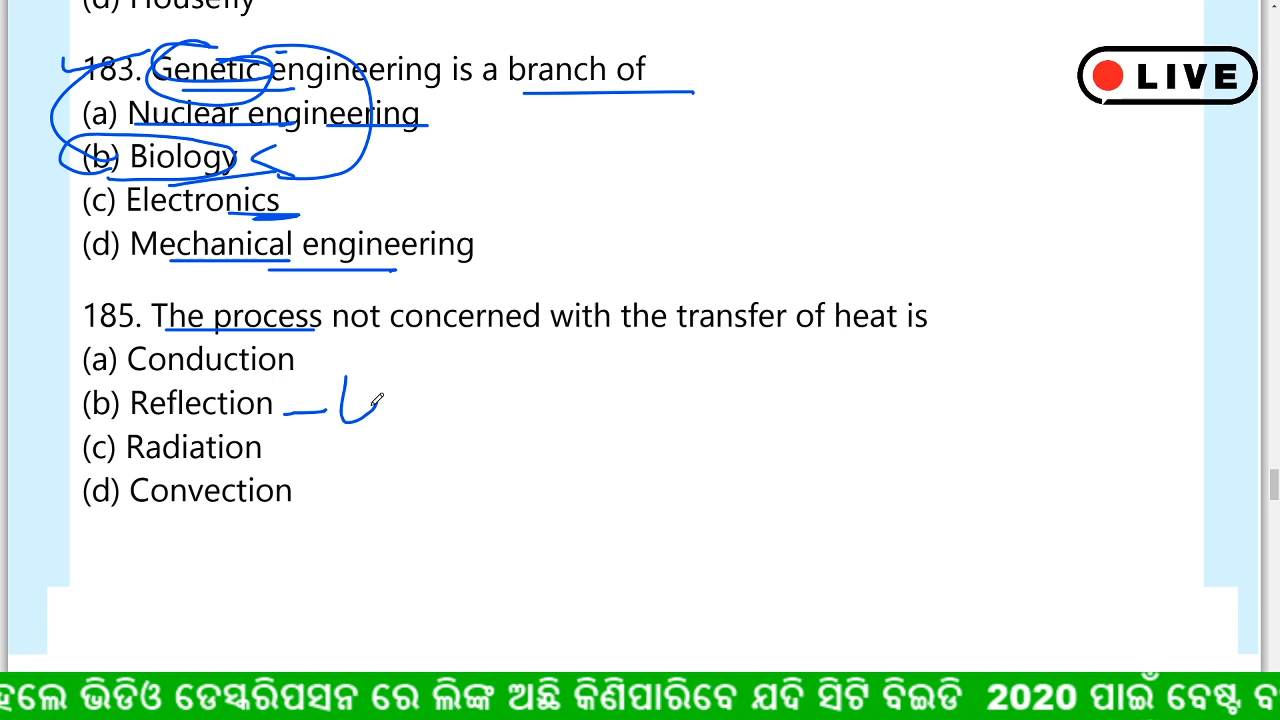 (d) Housefly
183. Genetic engineering is a branch of
LIVE
(a) Nuclear engineering
(b) Biology
(c) Electronics
(d) Mechanical engineering
185. The process not concerned with the transfer of heat is
(a) Conduction
(b) Reflection
(c) Radiation
(d) Convection
ହଲେ ଭିଡିଓ ଡେସ୍କରିପସନ ରେ ଲିଙ୍କ ଅଛି କିଣିପାରିବେ ଯଦି ସିଟି ବିଇଡି 2020 ପାଇଁ ବେଷ୍ଟ